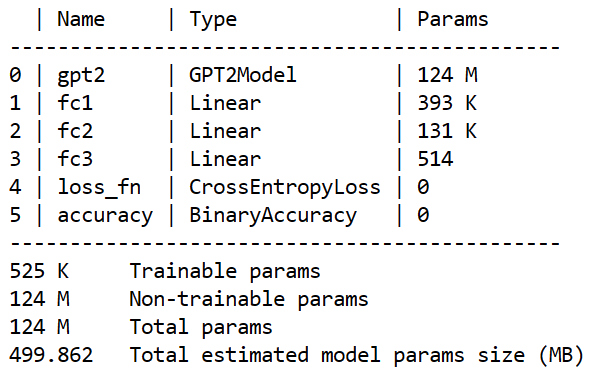 | Name     | Type             | Params
----------------------------------------------
0 | gpt2     | GPT2Model        | 124 M
1 | fc1      | Linear           | 393 K
2 | fc2      | Linear           | 131 K
3 | fc3      | Linear           | 514
4 | loss_fn  | CrossEntropyLoss | 0
5 | accuracy | BinaryAccuracy   | 0
----------------------------------------------
525 K     Trainable params
124 M     Non-trainable params
124 M     Total params
499.862   Total estimated model params size (MB)